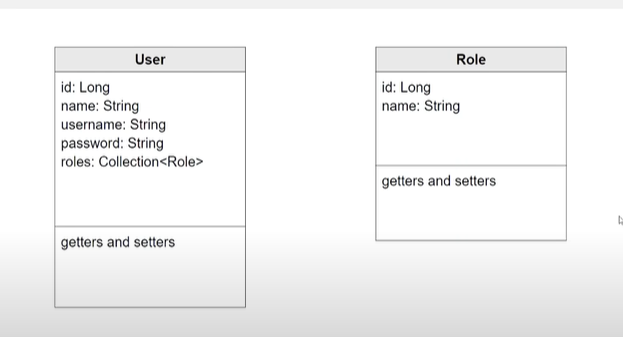 User
id: Long
name: String
username: String
password: String
roles: Collection<Role>
getters and setters
Role
id: Long
name: String
getters and setters